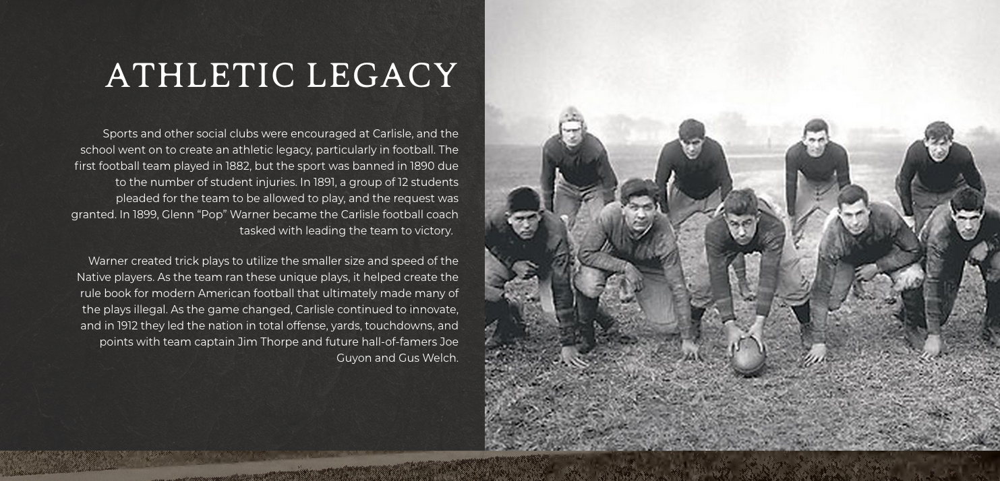 ATHLETIC LEGACY
Sports and other social clubs were encouraged at Carlisle, and the
school went on to create an athletic legacy, particularly in football. The
first football team played in 1882, but the sport was banned in 1890 due
to the number of student injuries. In 1891, a group of 12 students
pleaded for the team to be allowed to play, and the request was
granted. In 1899, Glenn “Pop” Warner became the Carlisle football coach
tasked with leading the team to victory.
Warner created trick plays to utilize the smaller size and speed of the
Native players. As the team ran these unique plays, it helped create the
rule book for modern American football that ultimately made many of
the plays illegal. As the game changed, Carlisle continued to innovate,
and in 1912 they led the nation in total offense, yards, touchdowns, and
points with team captain Jim Thorpe and future hall-of-famers Joe
Guyon and Gus Welch.